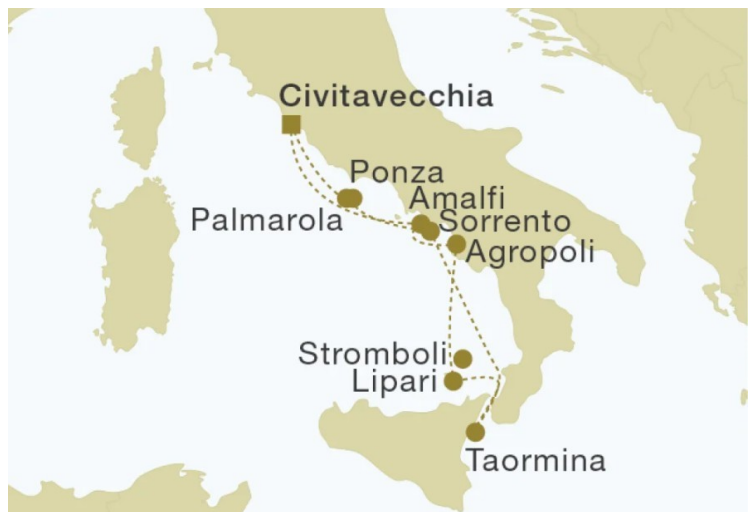 Civitavecchia
Ponza
Amalfi
Palmarola
Sorrento
Agropoli
Stromboli
Lipari
Taormina